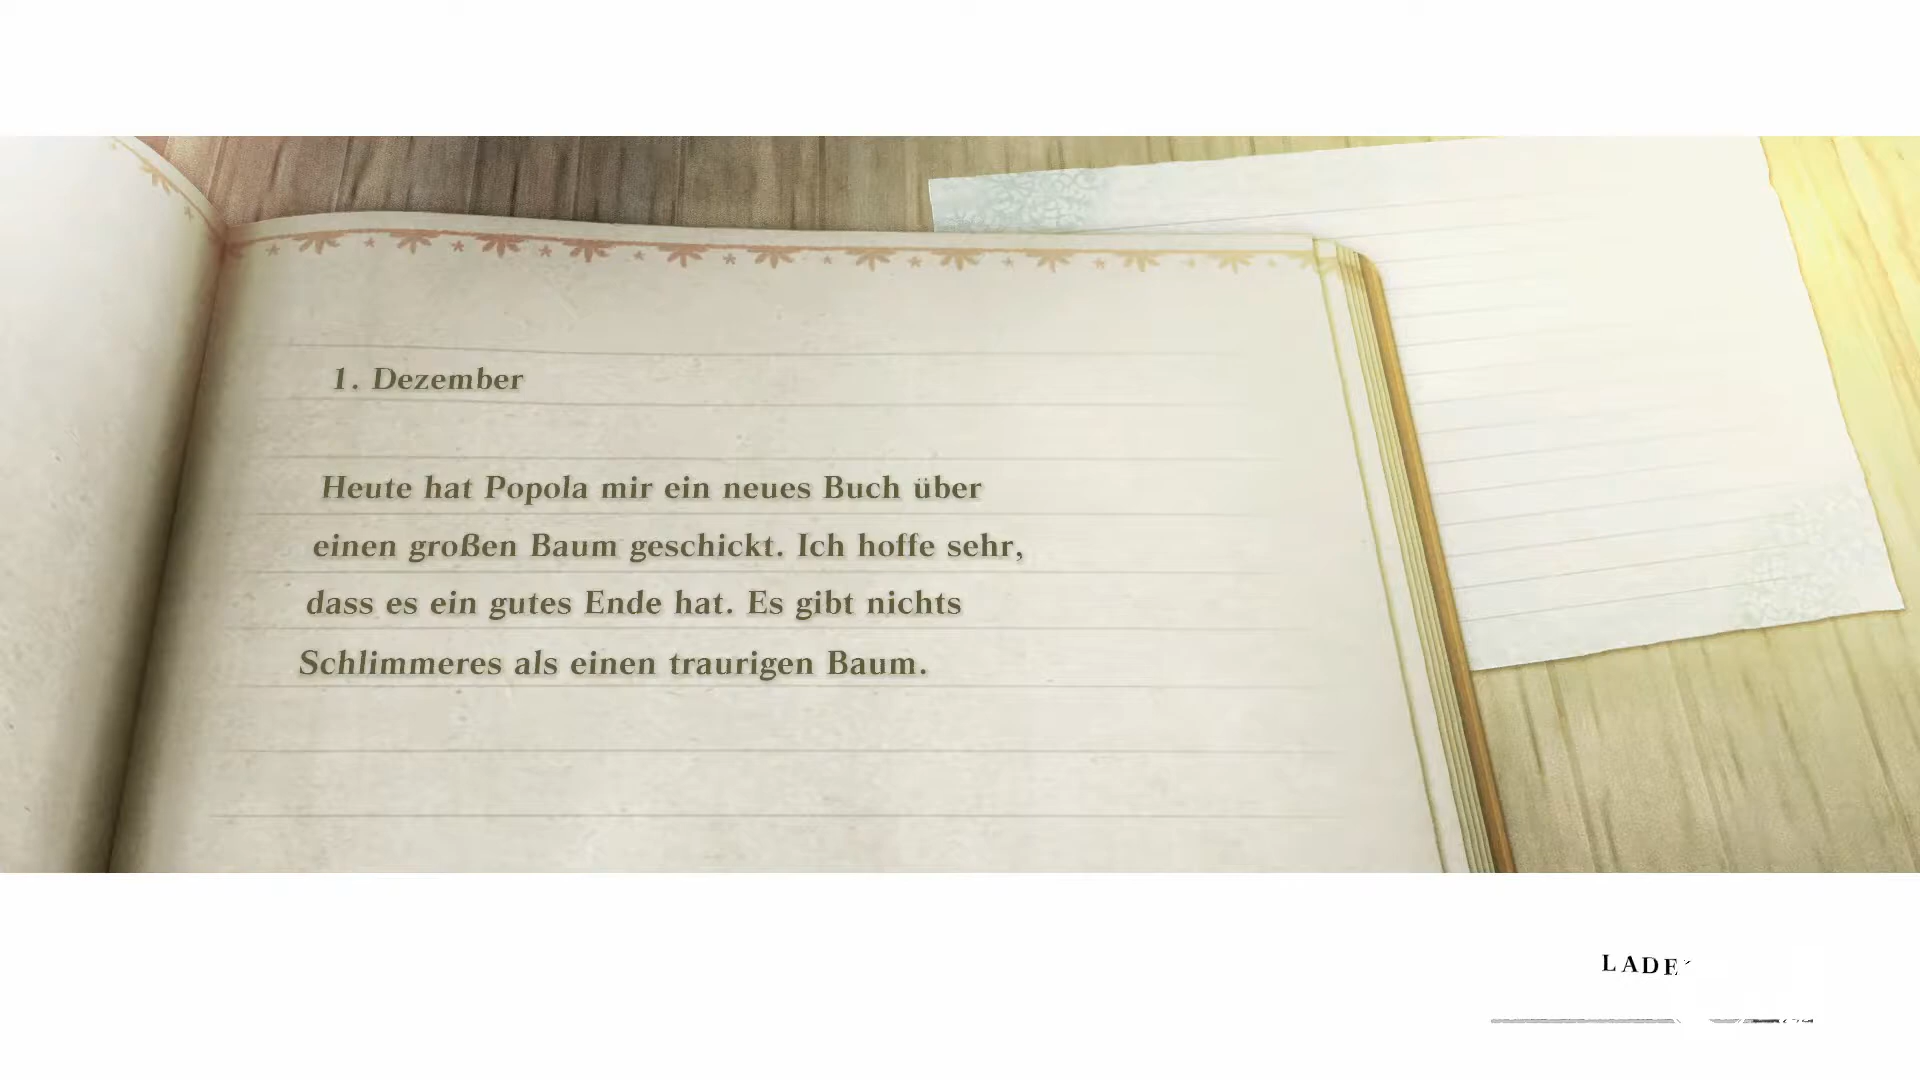 1. Dezember
Heute hat Popola mir ein neues Buch über
einen großen Baum geschickt. Ich hoffe sehr,
dass es ein gutes Ende hat. Es gibt nichts
Schlimmeres als einen traurigen Baum.
LADE